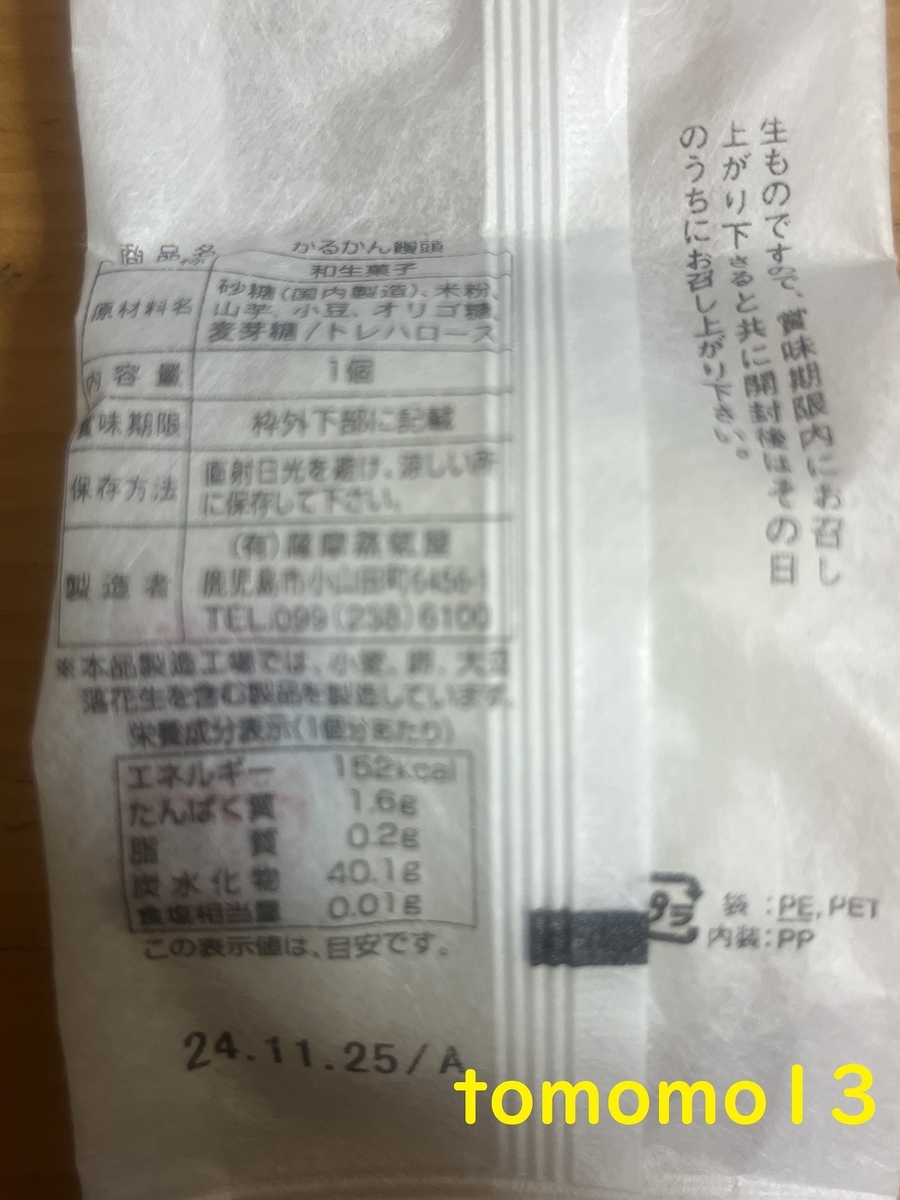 生ものですので、賞味期限内にお召し
上がり下さると共に開封後はその日
のうちにお召し上がり下さい。
商品名 かるかん饅頭
和生菓子
原材料名 砂糖(国内製造)、米粉、
山芋、小豆、オリゴ糖、
麦芽糖/トレハロース
内容量 1個
賞味期限 枠外下部に記載
保存方法 直射日光を避け、涼しい所
に保存して下さい。
製造者 (有)薩摩蒸氣屋
鹿児島市小山田町6456-1
TEL.099(238)6100
※本品製造工場では、小麦、卵、大豆
落花生を含む製品を製造しています。
栄養成分表示(1個分あたり)
エネルギー 152kcal
たんぱく質 1.6g
脂質 0.2g
炭水化物 40.1g
食塩相当量 0.01g
この表示値は、目安です。
プラ 袋:PE,PET
内装:PP
24.11.25/A
tomomo13